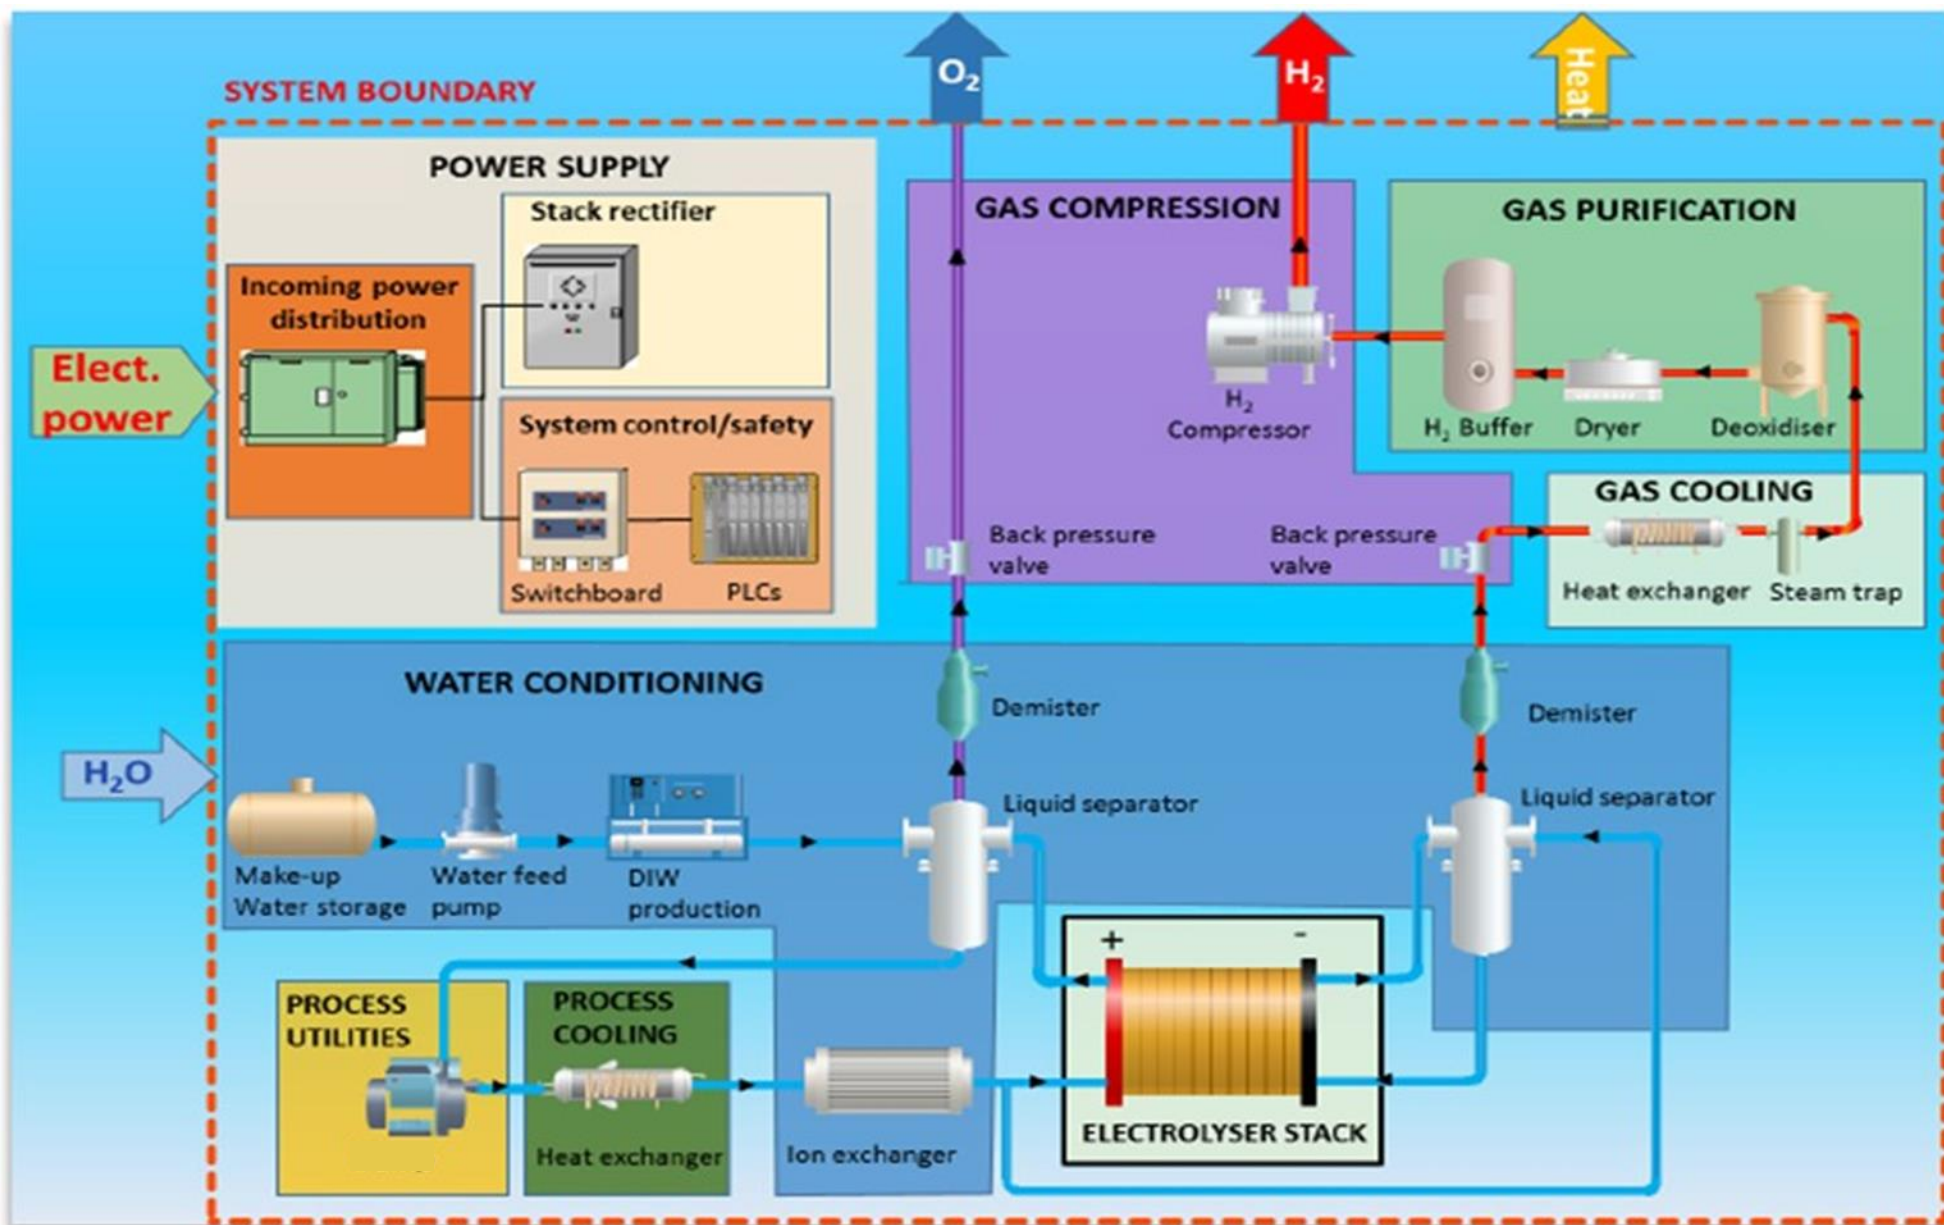 O₂
H₂
Heat
SYSTEM BOUNDARY
POWER SUPPLY
Stack rectifier
Incoming power
distribution
Elect.
power
System control/safety
Switchboard
PLCs
GAS COMPRESSION
H₂
Compressor
Back pressure
valve
Back pressure
valve
GAS PURIFICATION
H₂ Buffer
Dryer
Deoxidiser
GAS COOLING
Heat exchanger
Steam trap
WATER CONDITIONING
H₂O
Demister
Demister
Liquid separator
Liquid separator
Make-up
Water storage
Water feed
pump
DIW
production
PROCESS
UTILITIES
PROCESS
COOLING
Heat exchanger
Ion exchanger
+
-
ELECTROLYSER STACK